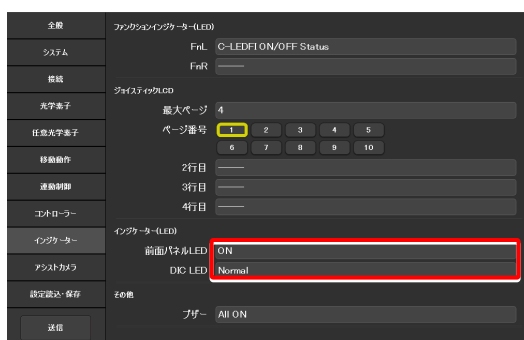 全般
システム
接続
光学素子
任意光学素子
移動動作
連動制御
コントローラー
インジケーター
アシストカメラ
設定読込・保存
送信
ファンクションインジケーター(LED)
FnL C-LEDFI ON/OFF Status
FnR ───
ジョイスティックLCD
最大ページ 4
ページ番号 1 2 3 4 5
6 7 8 9 10
2行目 ───
3行目 ───
4行目 ───
インジケーター(LED)
前面パネルLED ON
DIC LED Normal
その他
ブザー All ON